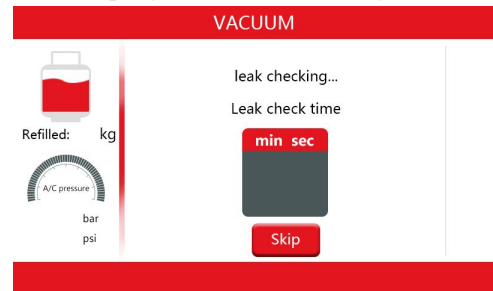 VACUUM
leak checking...
Leak check time
Refilled: kg
min sec
A/C pressure
bar
psi
Skip